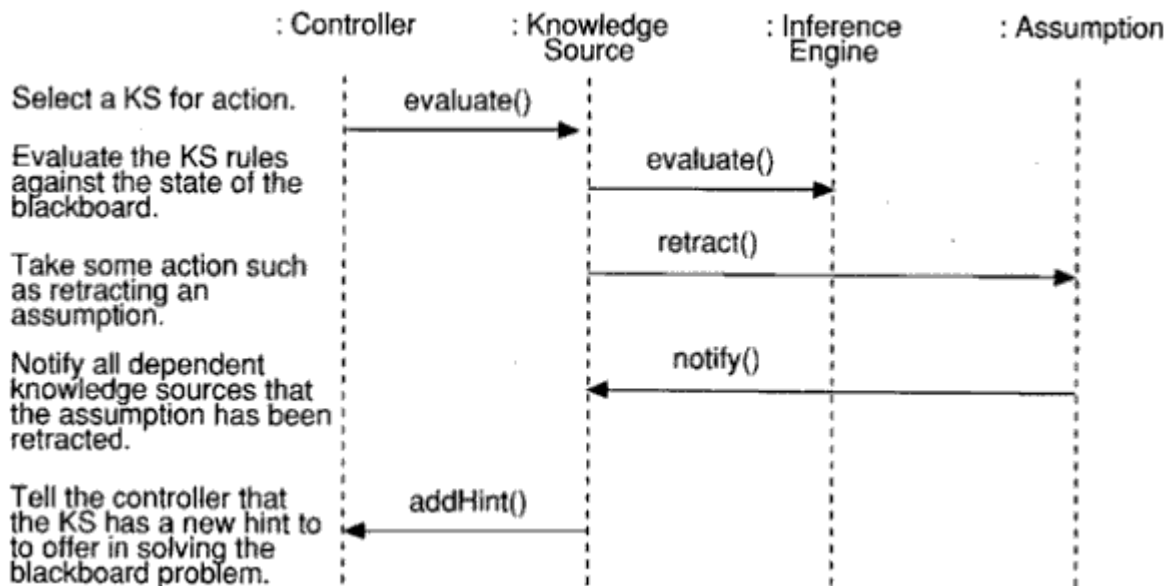 : Controller
: Knowledge
Source
: Inference
Engine
: Assumption
Select a KS for action.
evaluate()
Evaluate the KS rules
against the state of the
blackboard.
evaluate()
Take some action such
as retracting an
assumption.
retract()
Notify all dependent
knowledge sources that
the assumption has been
retracted.
notify()
Tell the controller that
the KS has a new hint to
to offer in solving the
blackboard problem.
addHint()